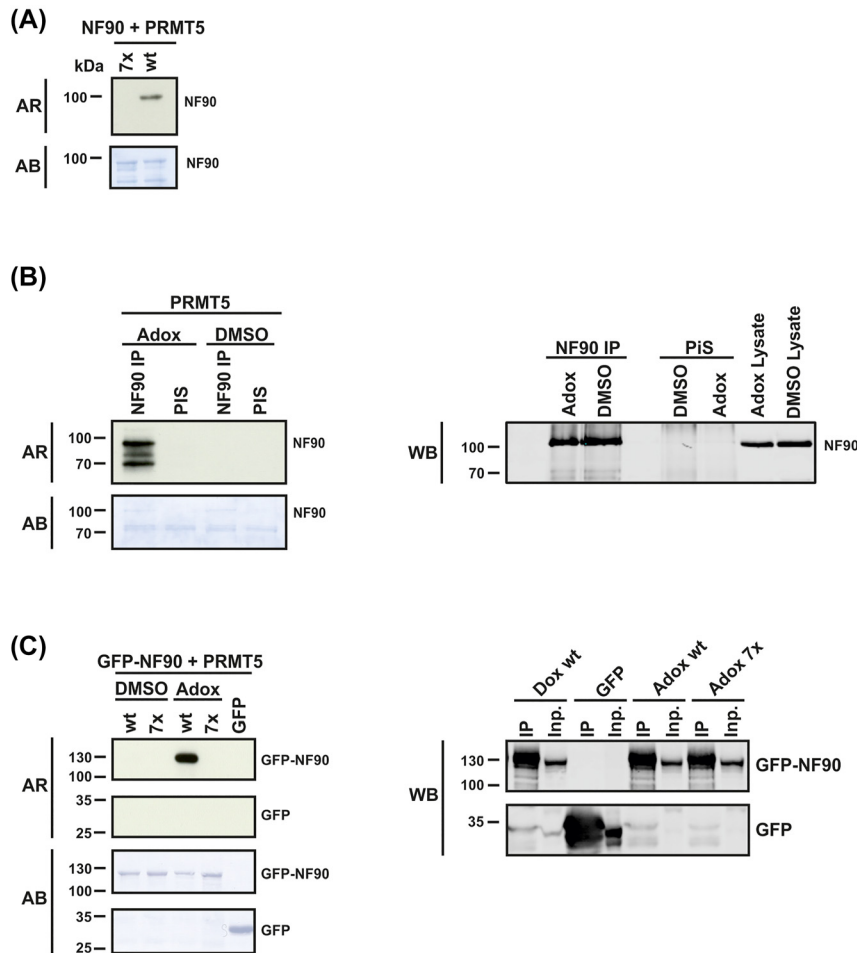 (A)
NF90 + PRMT5
7x wt
kDa
AR
100
NF90
AB
100
NF90
(B)
PRMT5
Adox DMSO
NF90 IP PIS NF90 IP PIS
AR
100
70
NF90
AB
100
70
NF90
NF90 IP PiS
Adox DMSO DMSO Adox Adox Lysate DMSO Lysate
WB
100
70
NF90
(C)
GFP-NF90 + PRMT5
DMSO Adox
wt 7x wt 7x GFP
AR
130
100
GFP-NF90
35
25
GFP
AB
130
100
GFP-NF90
35
25
GFP
Dox wt GFP Adox wt Adox 7x
IP Inp. IP Inp. IP Inp. IP Inp.
WB
130
100
GFP-NF90
35
GFP